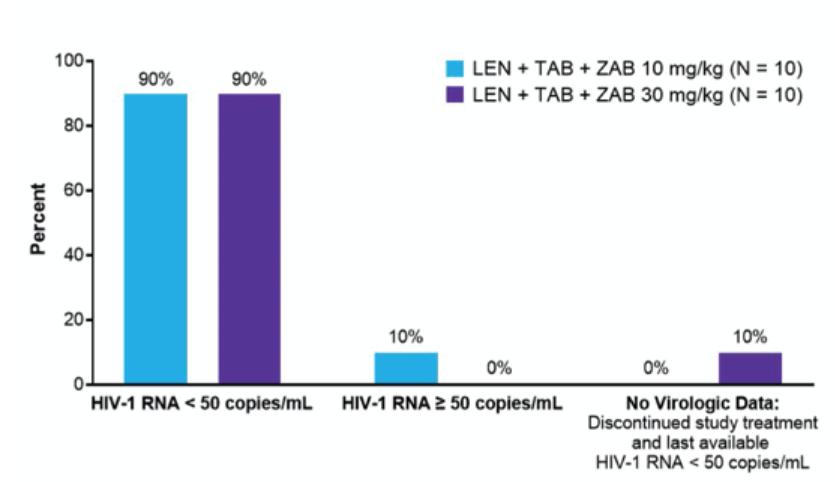 LEN + TAB + ZAB 10 mg/kg (N = 10)
LEN + TAB + ZAB 30 mg/kg (N = 10)
Percent
100
80
60
40
20
0
90%
90%
10%
0%
0%
10%
HIV-1 RNA < 50 copies/mL
HIV-1 RNA ≥ 50 copies/mL
No Virologic Data:
Discontinued study treatment
and last available
HIV-1 RNA < 50 copies/mL